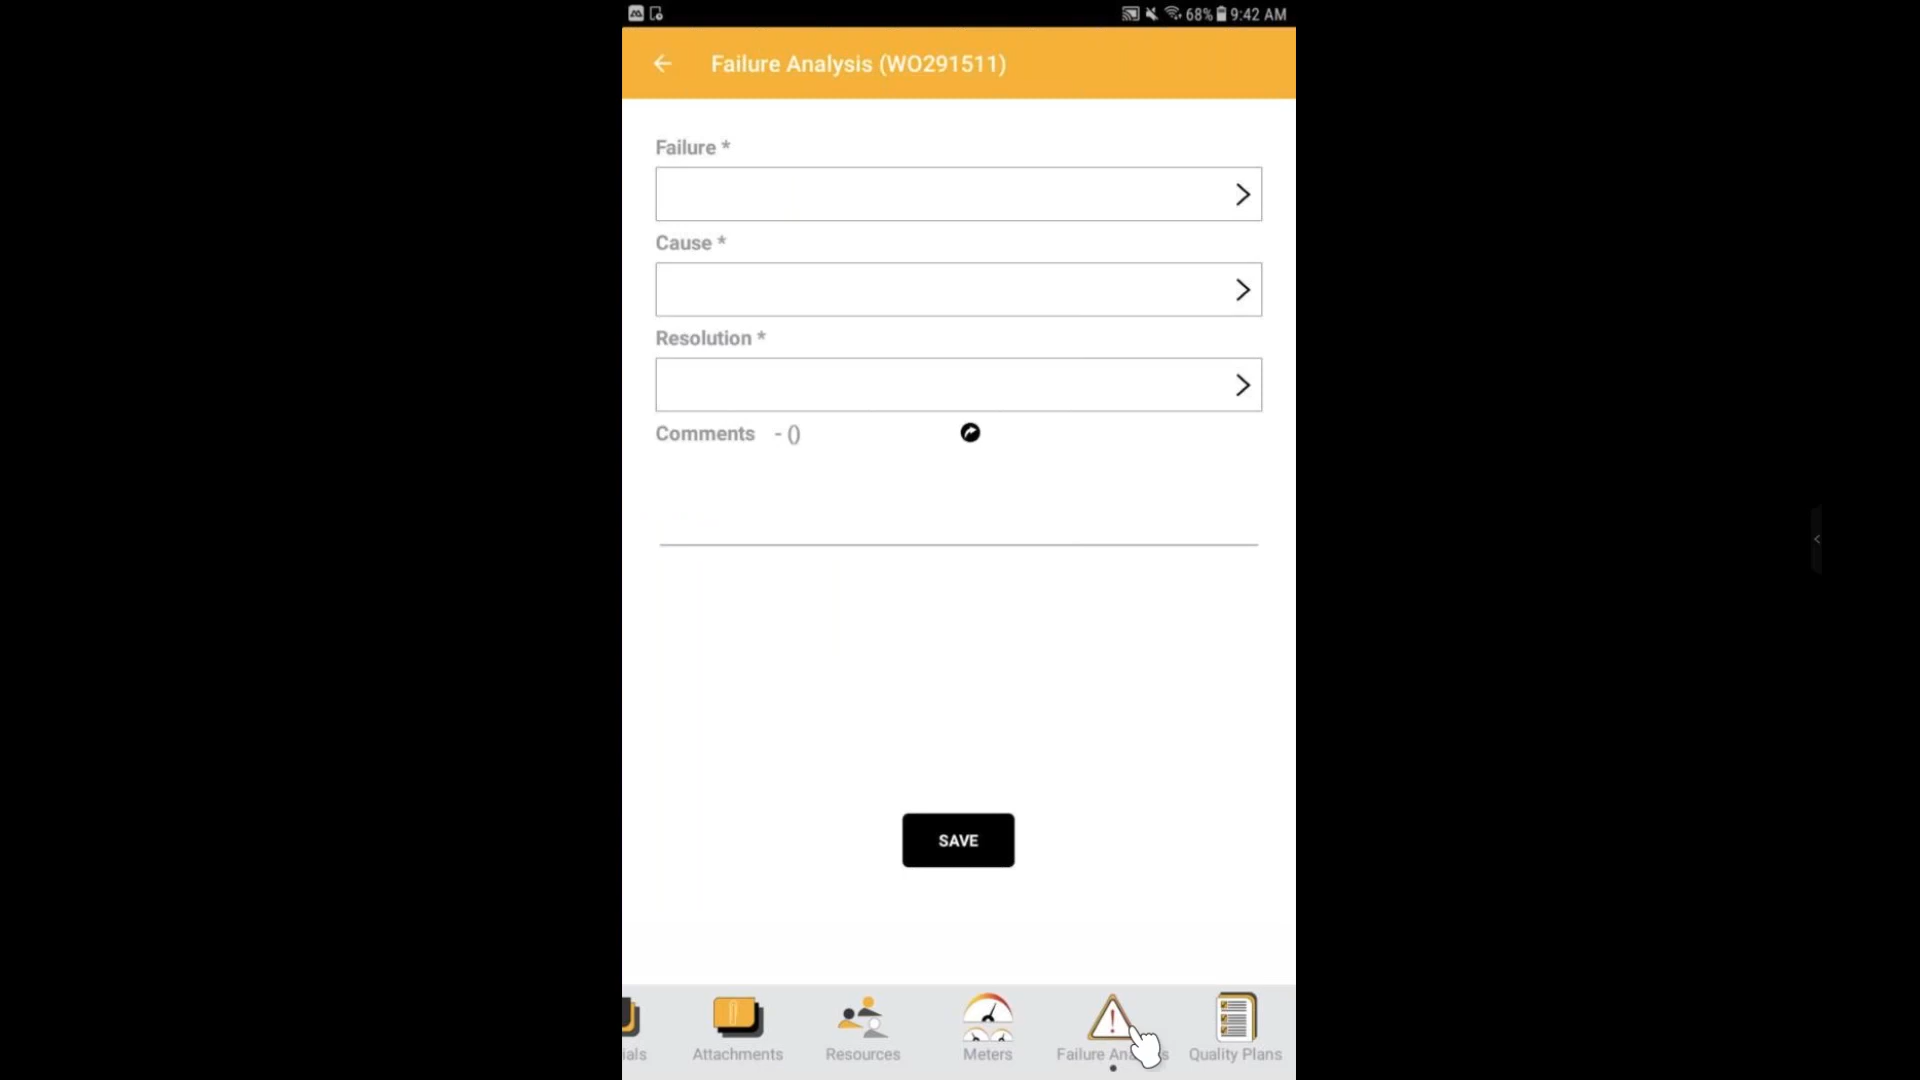 68% 9:42 AM
Failure Analysis (WO291511)
Failure *
Cause *
Resolution *
Comments - ()
SAVE
ials Attachments Resources Meters Failure An s Quality Plans